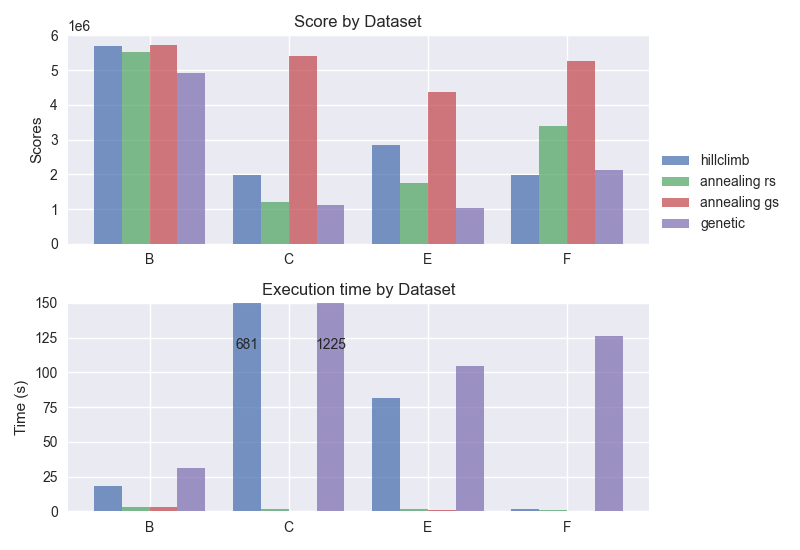 Score by Dataset
1e6
6
5
4
3
2
1
0
Scores
B C E F
hillclimb
annealing rs
annealing gs
genetic
Execution time by Dataset
150
125
100
75
50
25
0
Time (s)
681 1225
B C E F